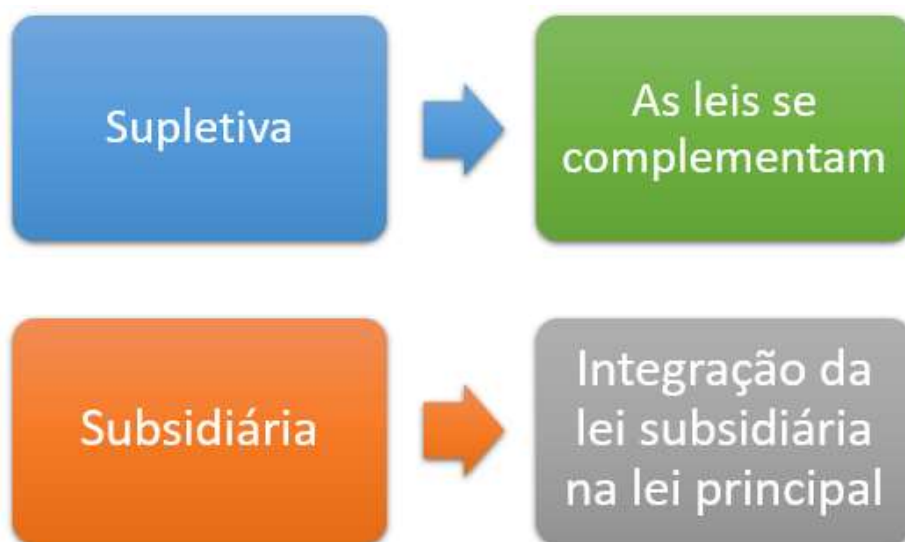 Supletiva
As leis se
complementam
Subsidiária
Integração da
lei subsidiária
na lei principal